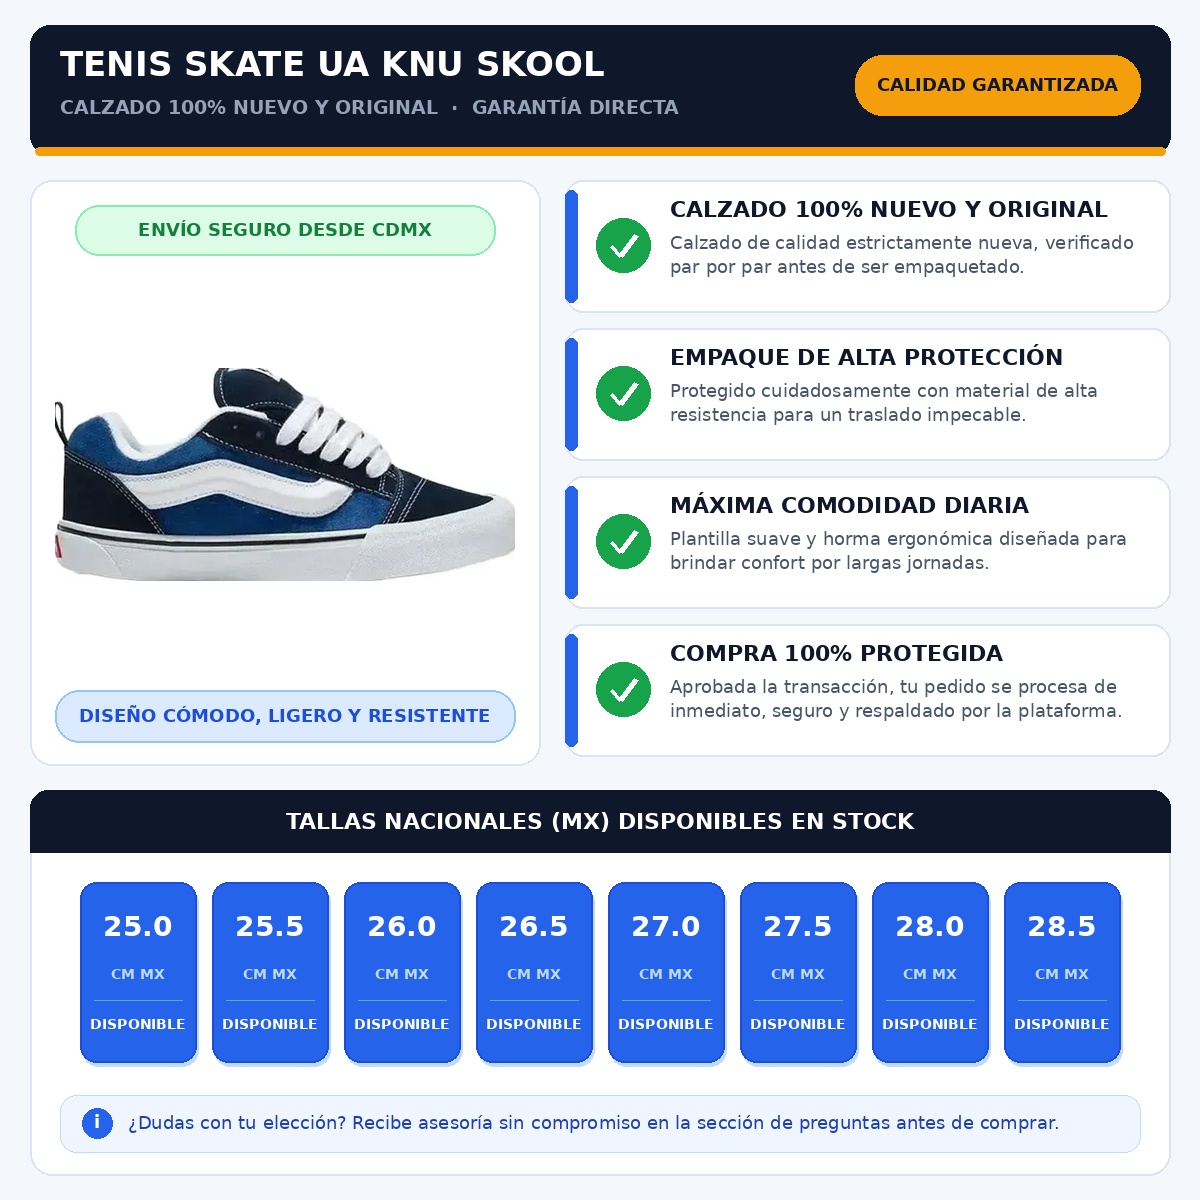 TENIS SKATE UA KNU SKOOL
CALZADO 100% NUEVO Y ORIGINAL · GARANTÍA DIRECTA
CALIDAD GARANTIZADA
ENVÍO SEGURO DESDE CDMX
DISEÑO CÓMODO, LIGERO Y RESISTENTE
CALZADO 100% NUEVO Y ORIGINAL
Calzado de calidad estrictamente nueva, verificado
par por par antes de ser empaquetado.
EMPAQUE DE ALTA PROTECCIÓN
Protegido cuidadosamente con material de alta
resistencia para un traslado impecable.
MÁXIMA COMODIDAD DIARIA
Plantilla suave y horma ergonómica diseñada para
brindar confort por largas jornadas.
COMPRA 100% PROTEGIDA
Aprobada la transacción, tu pedido se procesa de
inmediato, seguro y respaldado por la plataforma.
TALLAS NACIONALES (MX) DISPONIBLES EN STOCK
25.0 25.5 26.0 26.5 27.0 27.5 28.0 28.5
CM MX CM MX CM MX CM MX CM MX CM MX CM MX CM MX
DISPONIBLE DISPONIBLE DISPONIBLE DISPONIBLE DISPONIBLE DISPONIBLE DISPONIBLE DISPONIBLE
i ¿Dudas con tu elección? Recibe asesoría sin compromiso en la sección de preguntas antes de comprar.